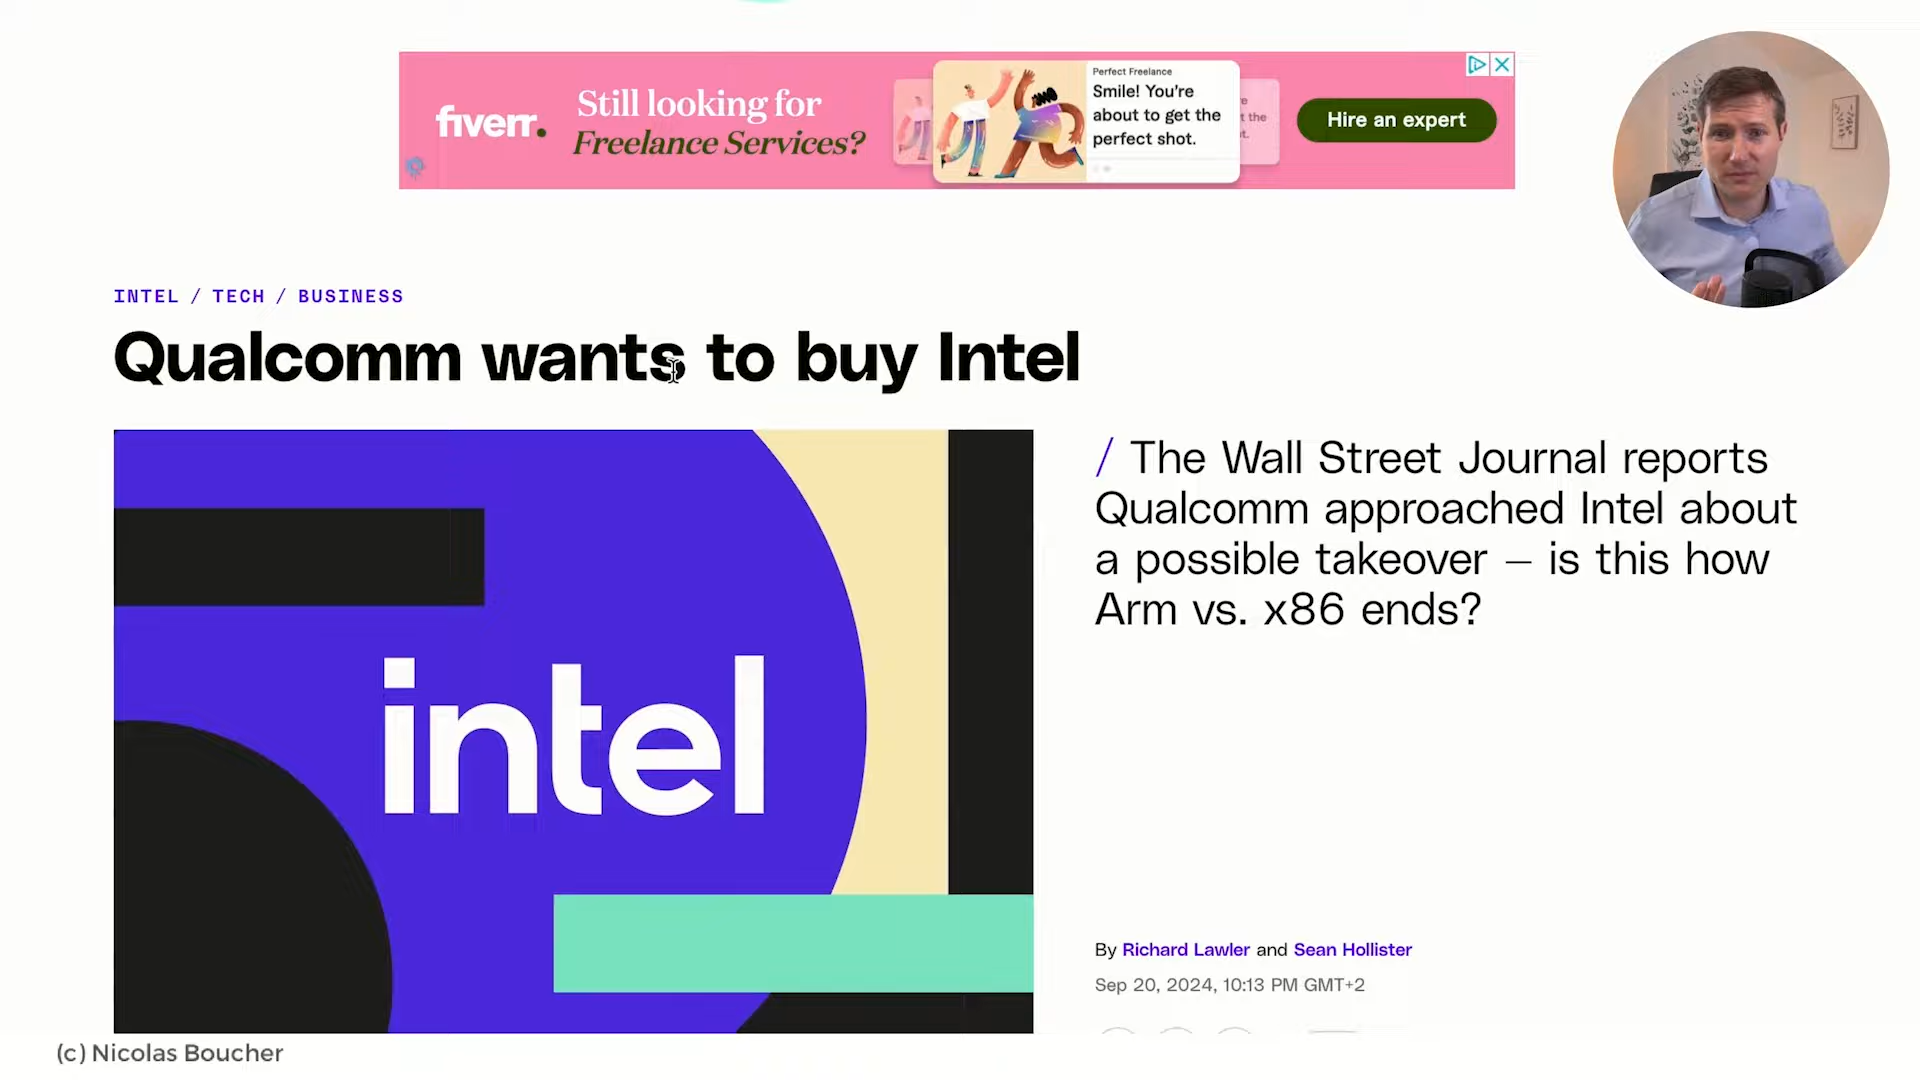 fiverr.
Still looking for
Freelance Services?
Perfect Freelance
Smile! You're
about to get the
perfect shot.
t the
Hire an expert
INTEL / TECH / BUSINESS
Qualcomm wants to buy Intel
intel
/ The Wall Street Journal reports
Qualcomm approached Intel about
a possible takeover – is this how
Arm vs. x86 ends?
By Richard Lawler and Sean Hollister
Sep 20, 2024, 10:13 PM GMT+2
(c) Nicolas Boucher